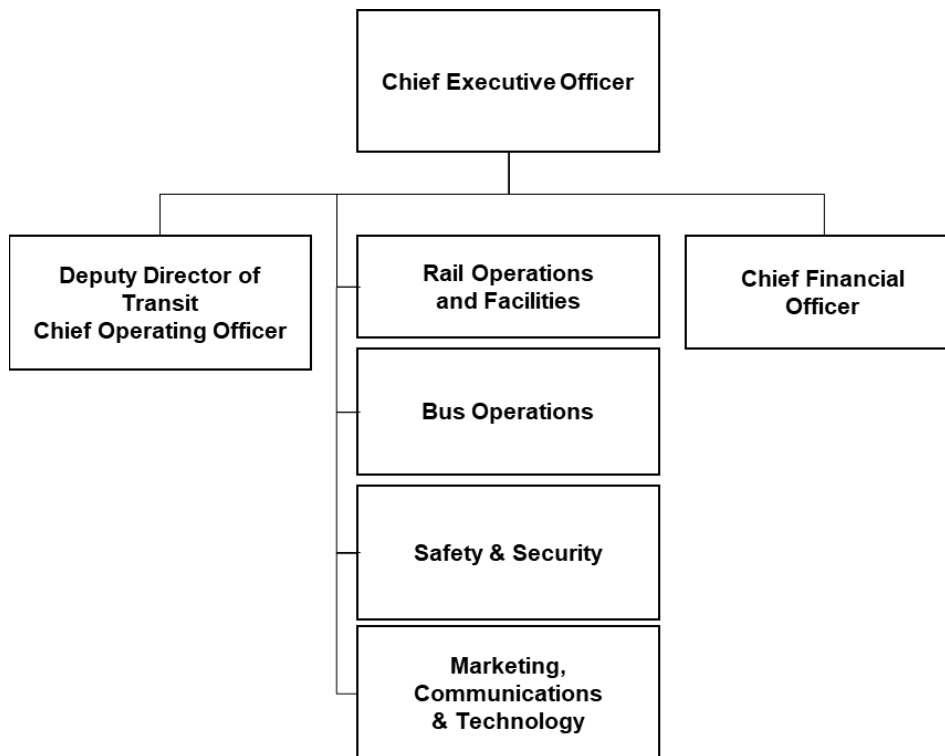 Chief Executive Officer
Deputy Director of
Transit
Chief Operating Officer
Rail Operations
and Facilities
Chief Financial
Officer
Bus Operations
Safety & Security
Marketing,
Communications
& Technology